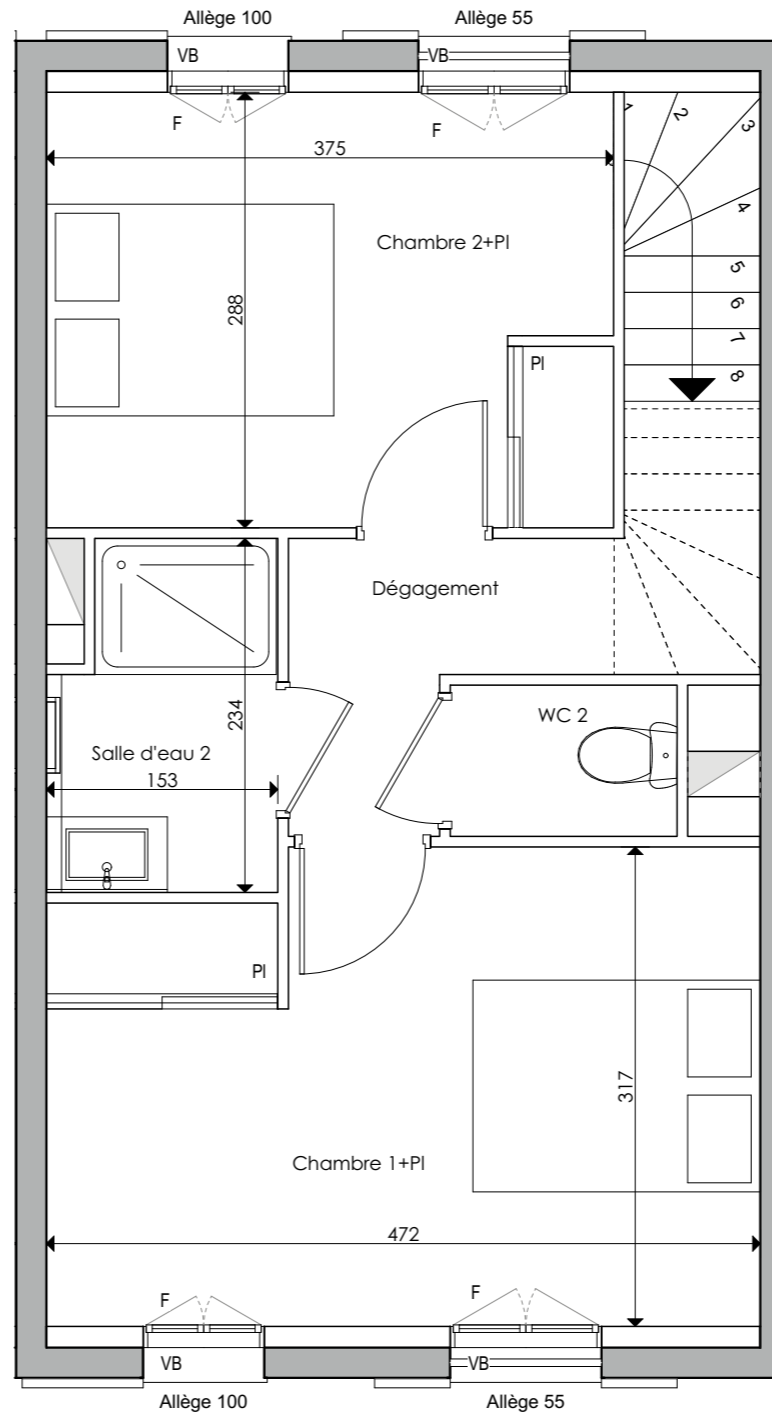 Allège 100
Allège 55
VB
VB
F
F
375
1
2
3
4
5
6
7
8
Chambre 2+Pl
288
Pl
Dégagement
234
WC 2
Salle d'eau 2
153
Pl
317
Chambre 1+Pl
472
F
F
VB
VB
Allège 100
Allège 55